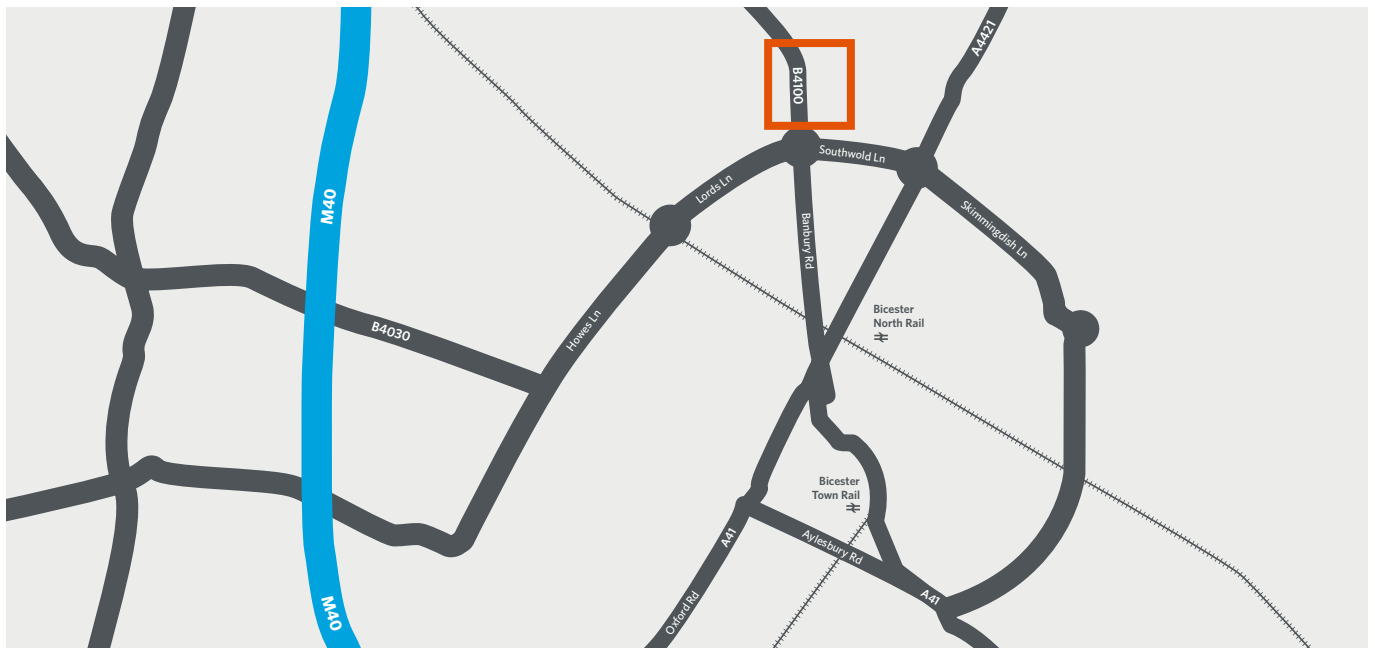 A4421
B4100
Southwold Ln
Lords Ln
M40
Skimmingdish Ln
Banbury Rd
Bicester
North Rail
B4030
Howes Ln
Bicester
Town Rail
A41
Aylesbury Rd
A41
Oxford Rd
M40